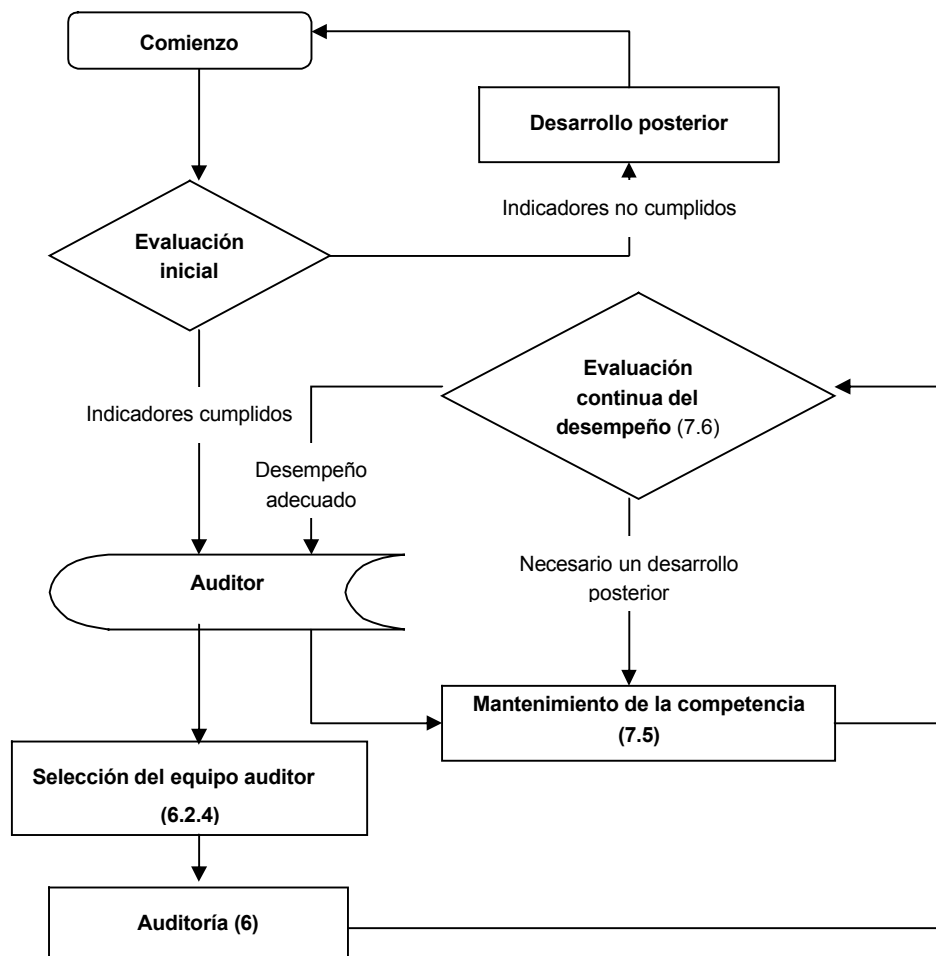 Comienzo
Desarrollo posterior
Indicadores no cumplidos
Evaluación
inicial
Evaluación
continua del
desempeño (7.6)
Indicadores cumplidos
Desempeño
adecuado
Necesario un desarrollo
posterior
Auditor
Mantenimiento de la competencia
(7.5)
Selección del equipo auditor
(6.2.4)
Auditoría (6)